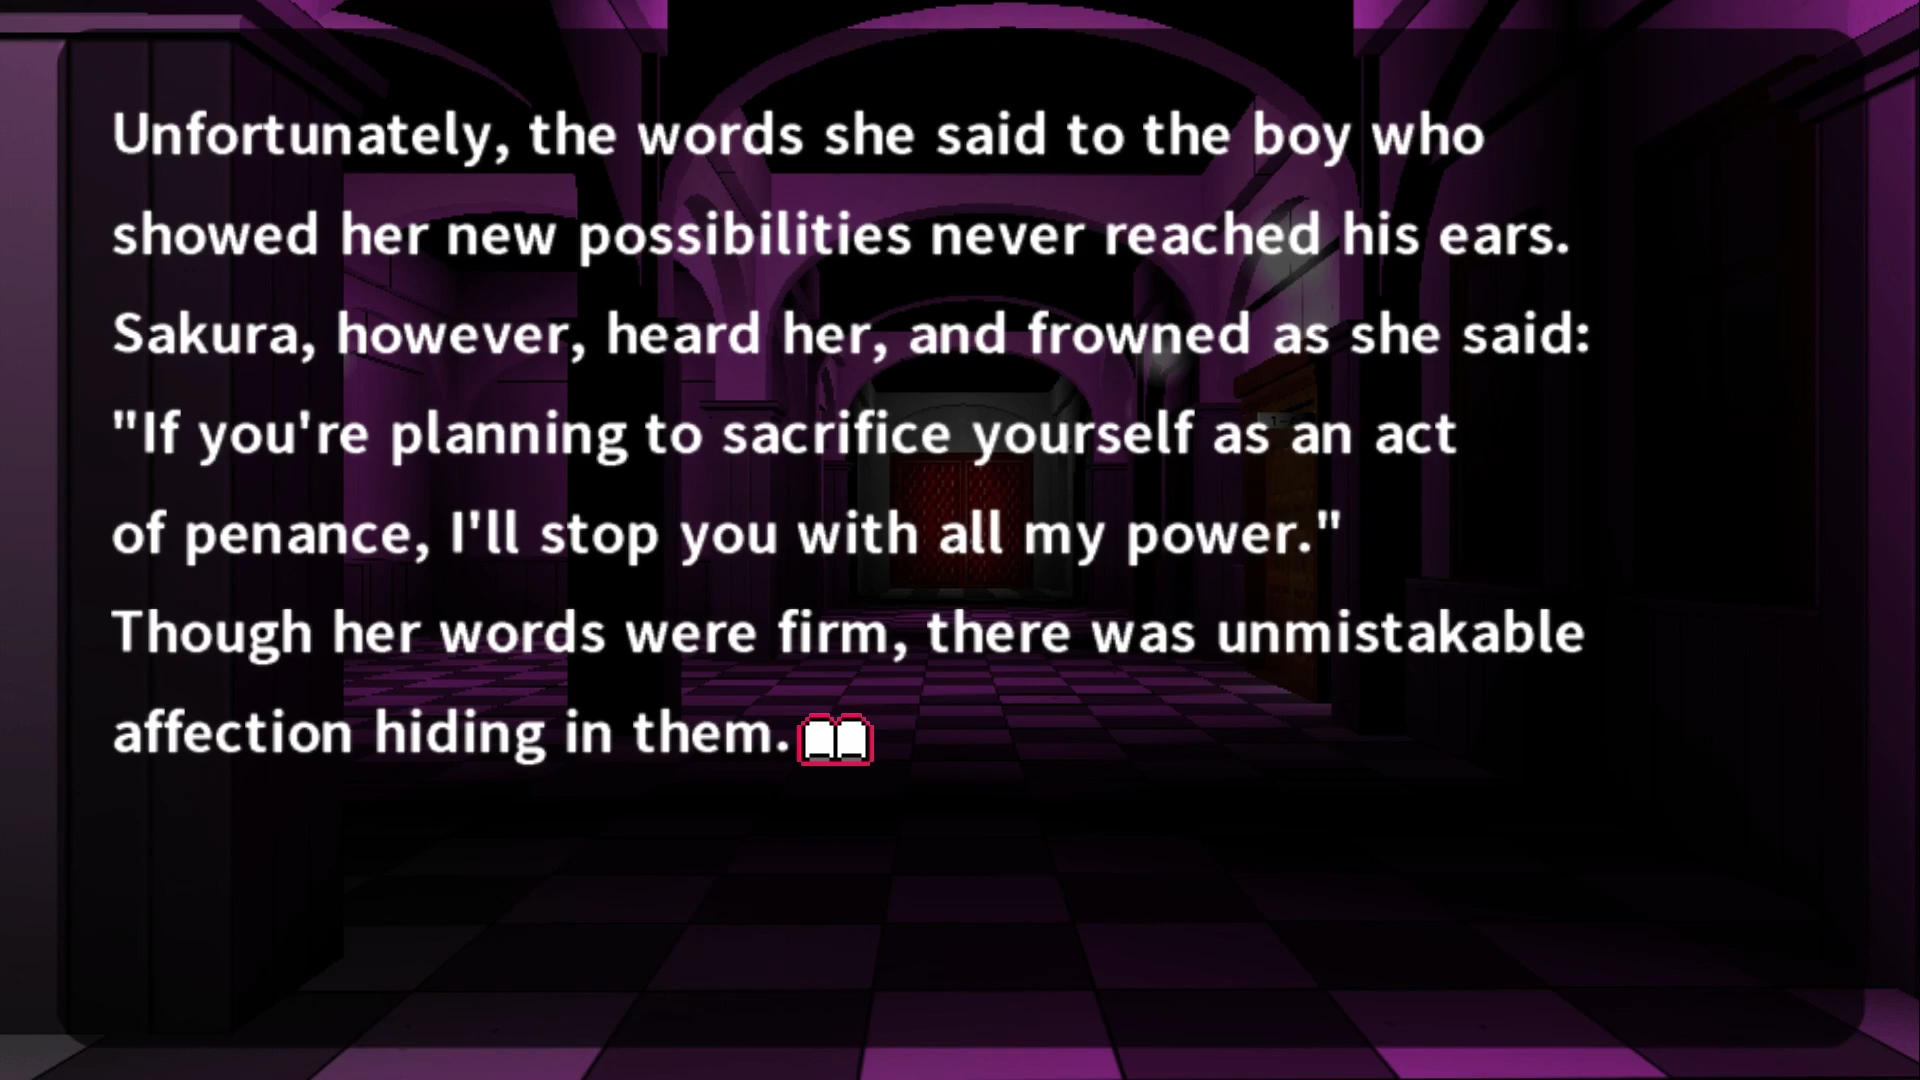 Unfortunately, the words she said to the boy who
showed her new possibilities never reached his ears.
Sakura, however, heard her, and frowned as she said:
"If you're planning to sacrifice yourself as an act
of penance, I'll stop you with all my power."
Though her words were firm, there was unmistakable
affection hiding in them.